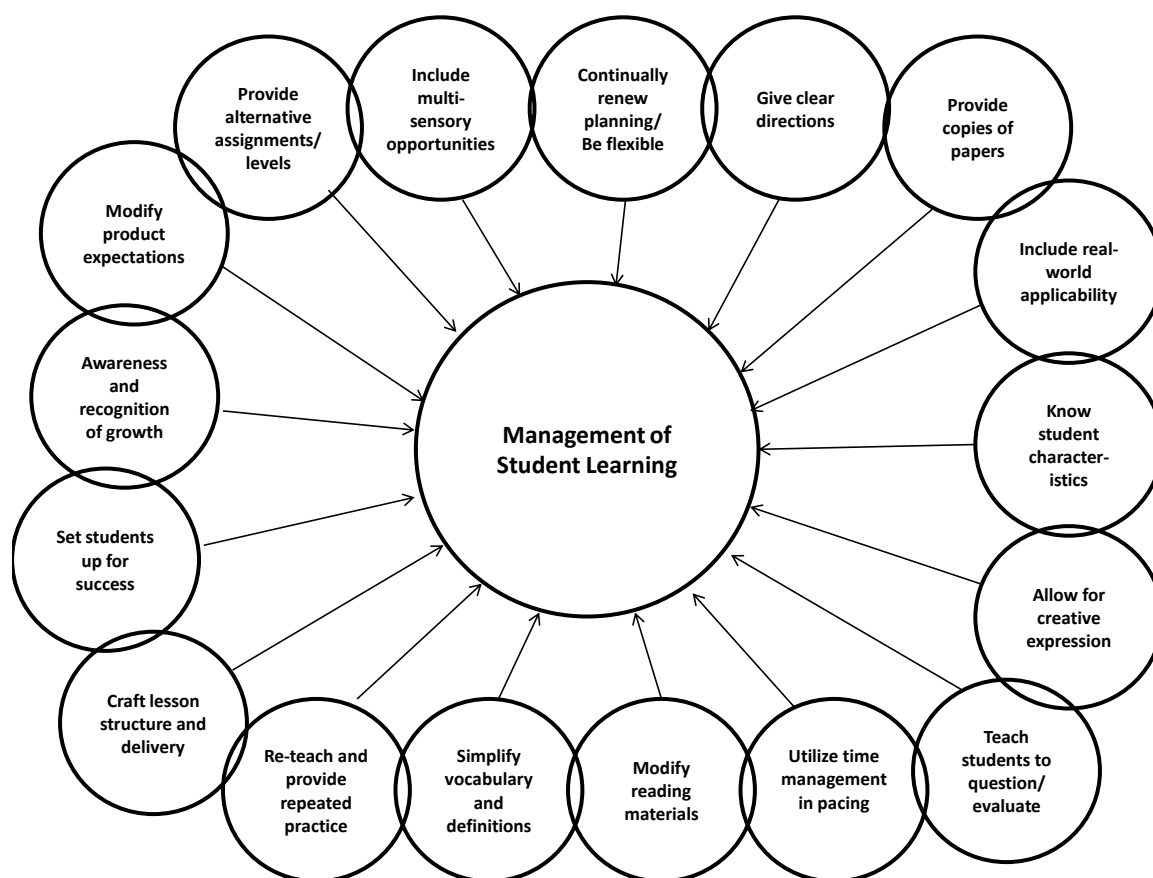 Provide
alternative
assignments/
levels
Include
multi-
sensory
opportunities
Continually
renew
planning/
Be flexible
Give clear
directions
Provide
copies of
papers
Include real-
world
applicability
Know
student
character-
istics
Allow for
creative
expression
Teach
students to
question/
evaluate
Utilize time
management
in pacing
Modify
reading
materials
Simplify
vocabulary
and
definitions
Re-teach and
provide
repeated
practice
Craft lesson
structure and
delivery
Set students
up for
success
Awareness
and
recognition
of growth
Modify
product
expectations
Management of
Student Learning